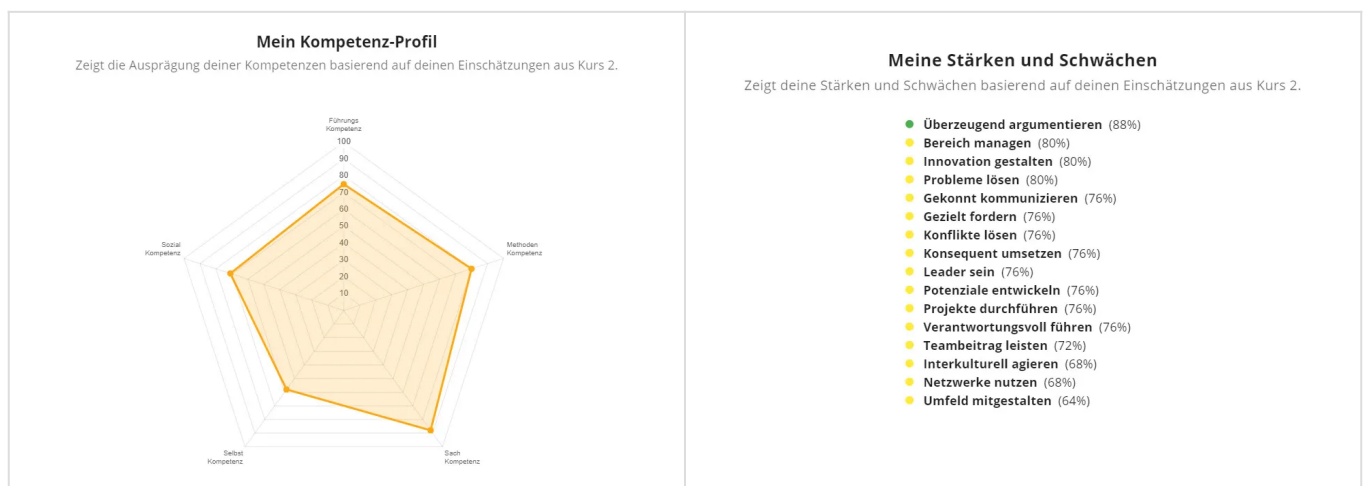 Mein Kompetenz-Profil
Zeigt die Ausprägung deiner Kompetenzen basierend auf deinen Einschätzungen aus Kurs 2.
Führungs
Kompetenz
100
90
80
70
60
50
40
30
20
10
Sozial
Kompetenz
Methoden
Kompetenz
Selbst
Kompetenz
Sach
Kompetenz
Meine Stärken und Schwächen
Zeigt deine Stärken und Schwächen basierend auf deinen Einschätzungen aus Kurs 2.
Überzeugend argumentieren (88%)
Bereich managen (80%)
Innovation gestalten (80%)
Probleme lösen (80%)
Gekonnt kommunizieren (76%)
Gezielt fordern (76%)
Konflikte lösen (76%)
Konsequent umsetzen (76%)
Leader sein (76%)
Potenziale entwickeln (76%)
Projekte durchführen (76%)
Verantwortungsvoll führen (76%)
Teambeitrag leisten (72%)
Interkulturell agieren (68%)
Netzwerke nutzen (68%)
Umfeld mitgestalten (64%)